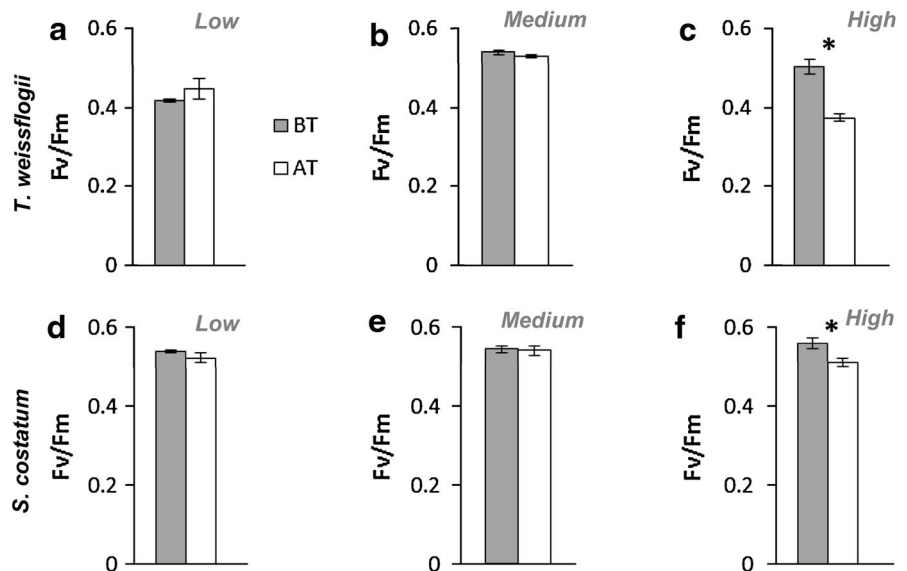 a Low b Medium c High
0.6 0.6 0.6
*
0.4 0.4 0.4
BT
AT
T. weissflogii Fv/Fm Fv/Fm Fv/Fm
0.2 0.2 0.2
0 0 0
d Low e Medium f High
0.6 0.6 0.6
*
0.4 0.4 0.4
S. costatum Fv/Fm Fv/Fm Fv/Fm
0.2 0.2 0.2
0 0 0